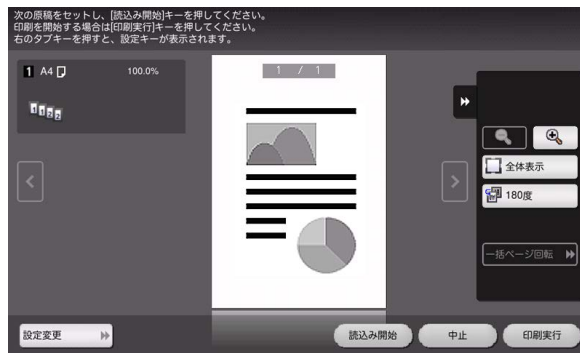 次の原稿をセットし、[読込み開始]キーを押してください。
印刷を開始する場合は[印刷実行]キーを押してください。
右のタブキーを押すと、設定キーが表示されます。
1 A4 100.0%
1 1 2 2
1 / 1
全体表示
180度
一括ページ回転
設定変更
読込み開始
中止
印刷実行